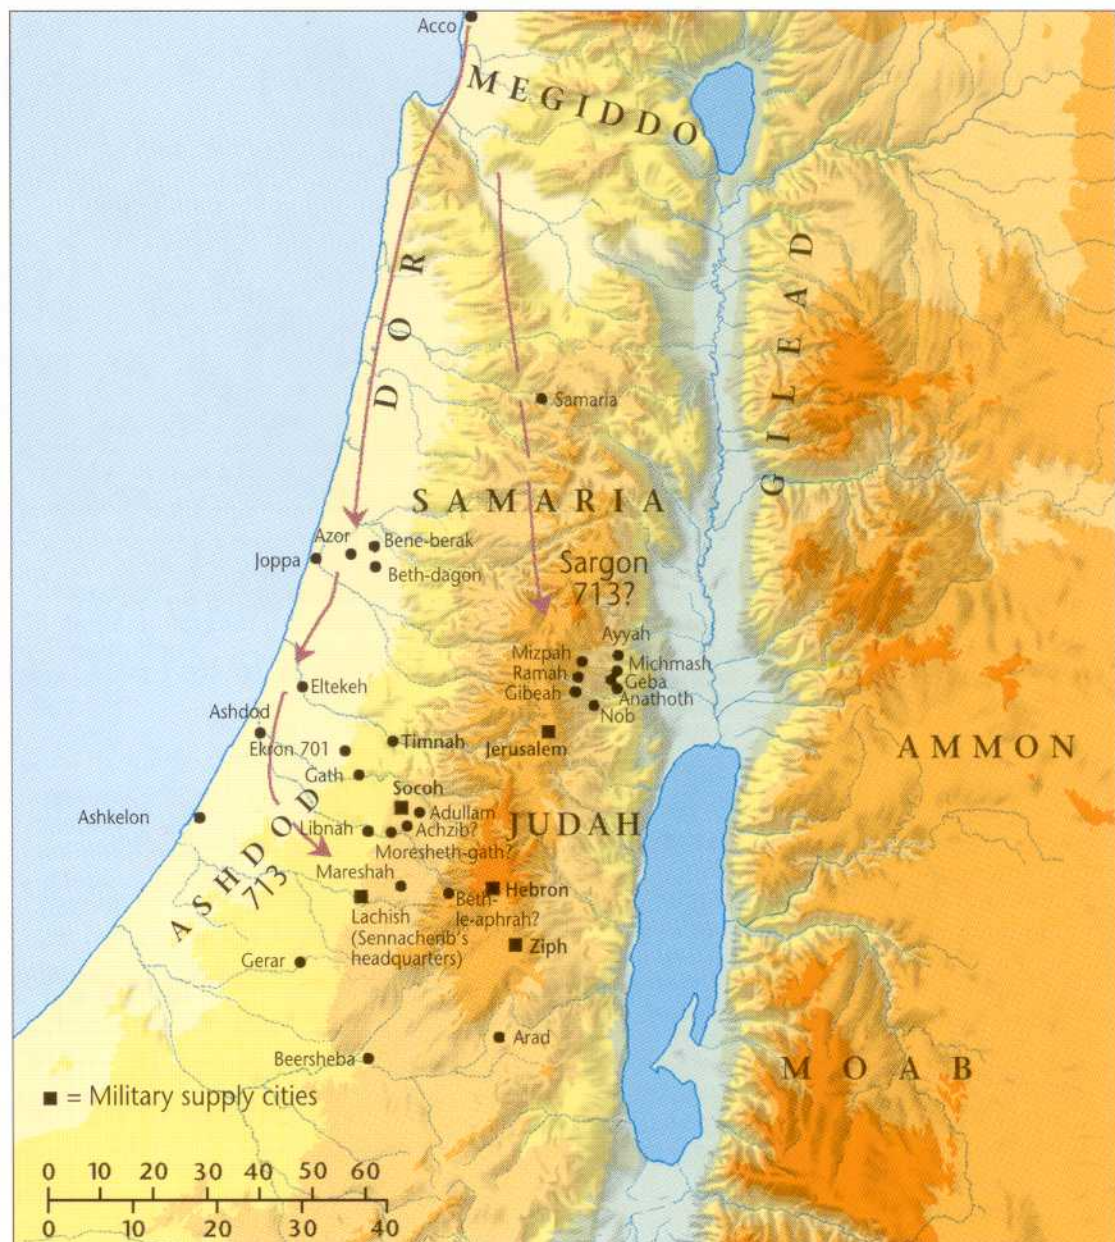 Acco
MEGIDDO
DOR
GILEAD
Samaria
SAMARIA
Azor
Bene-berak
Joppa
Beth-dagon
Sargon
713?
Ayyah
Mizpah
Michmash
Ramah
Geba
Gibeah
Anathoth
Nob
Eltekeh
Ashdod
Ekron 701
Timnah
Jerusalem
AMMON
Gath
Socoh
Ashkelon
Adullam
Libnah
Achzib?
JUDAH
Moresheth-gath?
ASHDOD
713
Mareshah
Hebron
Beth-
le-aphrah?
Lachish
(Sennacherib's
headquarters)
Ziph
Gerar
Arad
Beersheba
MOAB
= Military supply cities
0 10 20 30 40 50 60
0 10 20 30 40